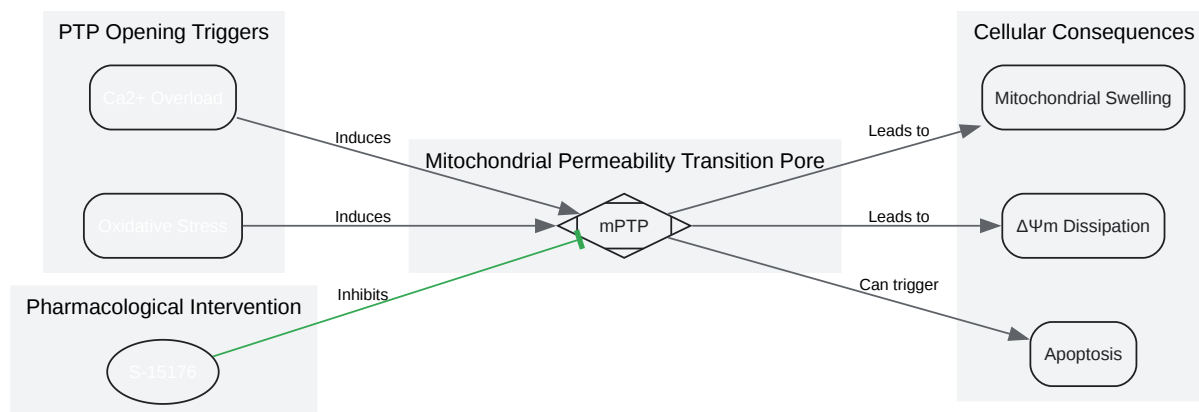 PTP Opening Triggers
Ca2+ Overload
Oxidative Stress
Pharmacological Intervention
S-15176
Induces
Induces
Inhibits
Mitochondrial Permeability Transition Pore
mPTP
Leads to
Leads to
Can trigger
Cellular Consequences
Mitochondrial Swelling
ΔΨm Dissipation
Apoptosis